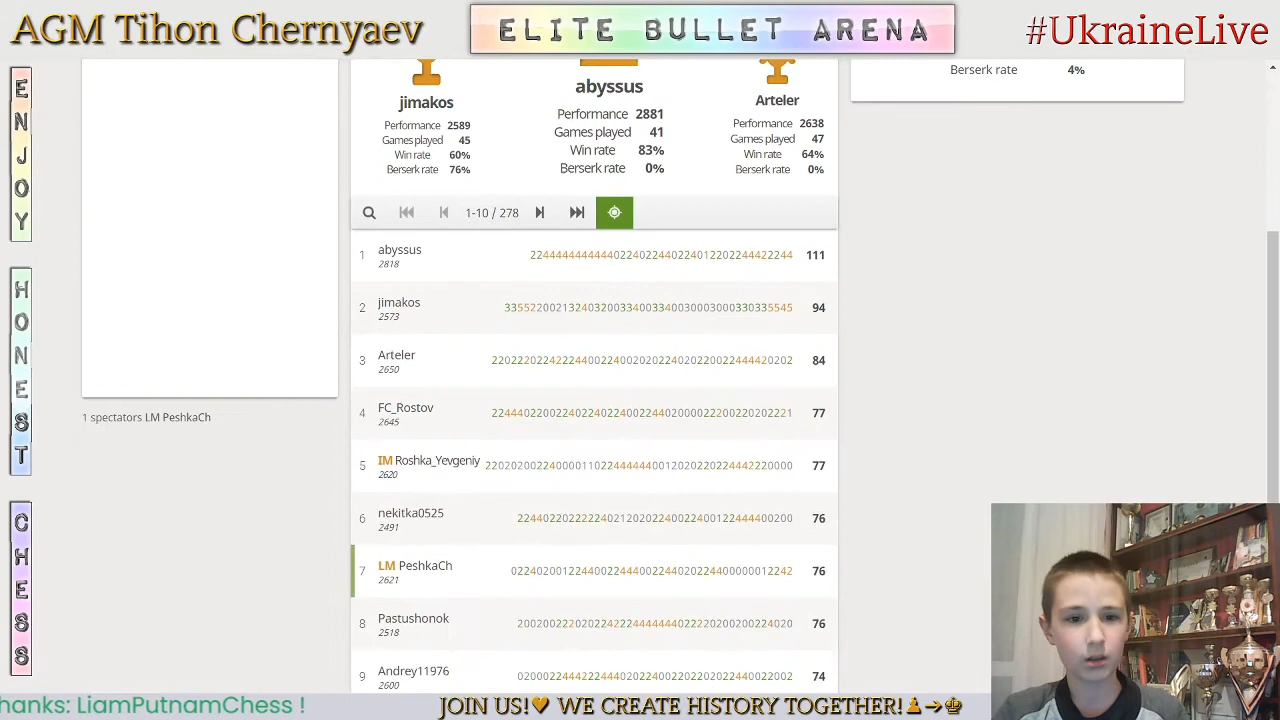 AGM Tihon Chernyaev
ELITE BULLET ARENA
#UkraineLive
ENJOY
HONEST
CHESS
jimakos
Performance 2589
Games played 45
Win rate 60%
Berserk rate 76%
abyssus
Performance 2881
Games played 41
Win rate 83%
Berserk rate 0%
Arteler
Performance 2638
Games played 47
Win rate 64%
Berserk rate 0%
Berserk rate 4%
1-10 / 278
1 abyssus 22444444444440224022440224012202244422244 111
2818
2 jimakos 335522002132403200334003340030003000330335545 94
2573
3 Arteler 22022202242224400224002020224020220022444420202 84
2650
4 FC_Rostov 77
2645
5 IM Roshka_Yevgeniy 77
2620
6 nekitka0525 76
2491
7 LM PeshkaCh 76
2621
8 Pastushonok 76
2518
9 Andrey11976 74
2600
1 spectators LM PeshkaCh
hanks: LiamPutnamChess !
JOIN US!♥ WE CREATE HISTORY TOGETHER!♟→♚